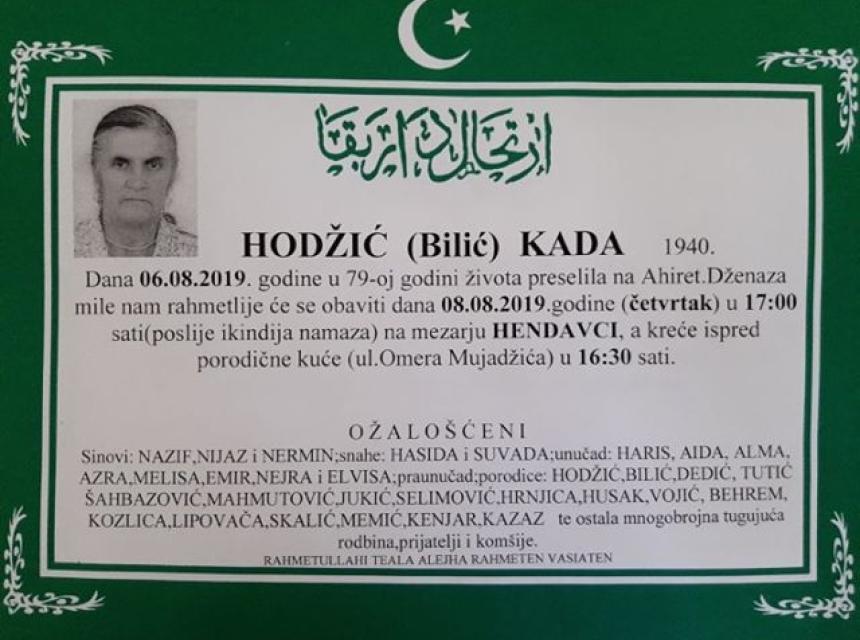 ارتحال دار بقا
HODŽIĆ (Bilić) KADA 1940.
Dana 06.08.2019. godine u 79-oj godini života preselila na Ahiret.Dženaza
mile nam rahmetlije će se obaviti dana 08.08.2019.godine (četvrtak) u 17:00
sati(poslije ikindija namaza) na mezarju HENDAVCI, a kreće ispred
porodične kuće (ul.Omera Mujadžića) u 16:30 sati.
OŽALOŠĆENI
Sinovi: NAZIF,NIJAZ i NERMIN;snahe: HASIDA i SUVADA;unučad: HARIS, AIDA, ALMA,
AZRA,MELISA,EMIR,NEJRA i ELVISA;praunučad;porodice: HODŽIĆ,BILIĆ,DEDIĆ, TUTIĆ
ŠAHBAZOVIĆ,MAHMUTOVIĆ,JUKIĆ,SELIMOVIĆ,HRNJICA,HUSAK,VOJIĆ, BEHREM,
KOZLICA,LIPOVAČA,SKALIĆ,MEMIĆ,KENJAR,KAZAZ te ostala mnogobrojna tugujuća
rodbina,prijatelji i komšije.
RAHMETULLAHI TEALA ALEJHA RAHMETEN VASIATEN